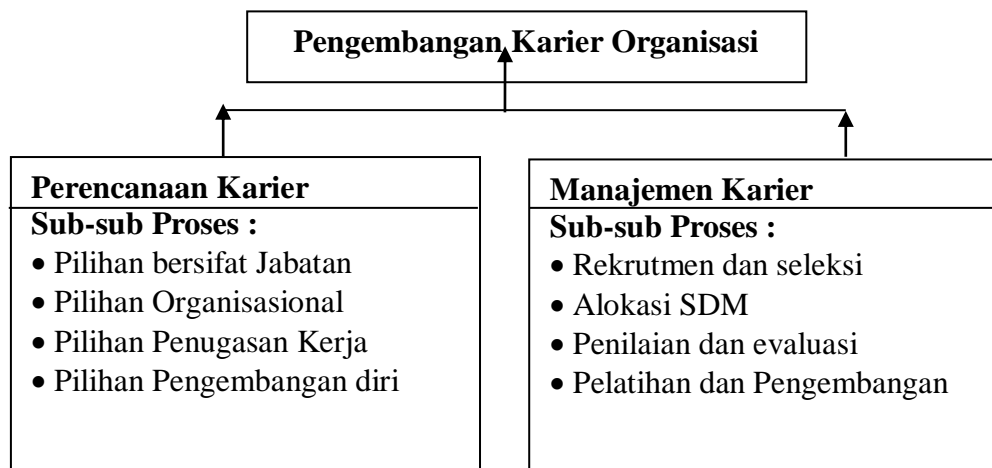 Pengembangan Karier Organisasi
Perencanaan Karier
Sub-sub Proses :
• Pilihan bersifat Jabatan
• Pilihan Organisasional
• Pilihan Penugasan Kerja
• Pilihan Pengembangan diri
Manajemen Karier
Sub-sub Proses :
• Rekrutmen dan seleksi
• Alokasi SDM
• Penilaian dan evaluasi
• Pelatihan dan Pengembangan